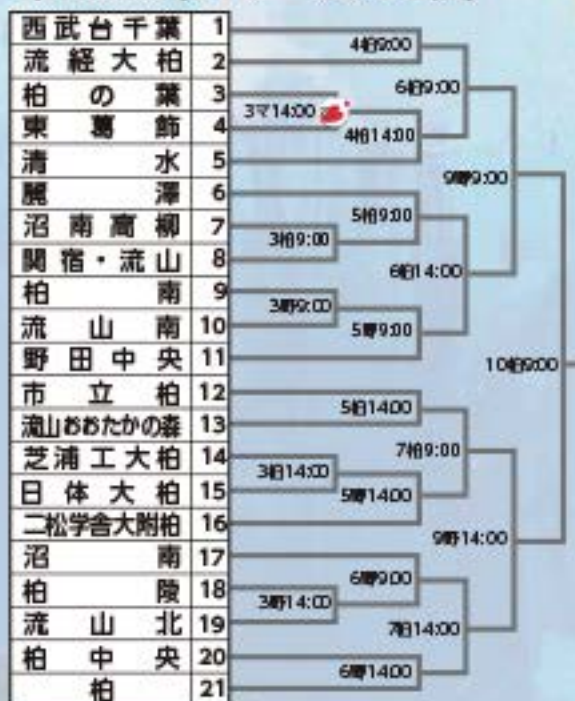 西武台千葉 1
流経大柏 2
柏の葉 3
東葛飾 4
清水 5
麗澤 6
沼南高柳 7
関宿・流山 8
柏南 9
流山南 10
野田中央 11
市立柏 12
流山おおたかの森 13
芝浦工大柏 14
日体大柏 15
二松学舎大附柏 16
沼南 17
柏陵 18
流山北 19
柏中央 20
柏 21
4柏9:00
6柏9:00
3マ14:00
4柏14:00
9野9:00
5柏9:00
3柏9:00
6柏14:00
3野9:00
5野9:00
10柏9:00
5柏14:00
7柏9:00
3柏14:00
5野14:00
9野14:00
6野9:00
3野14:00
7柏14:00
6野14:00